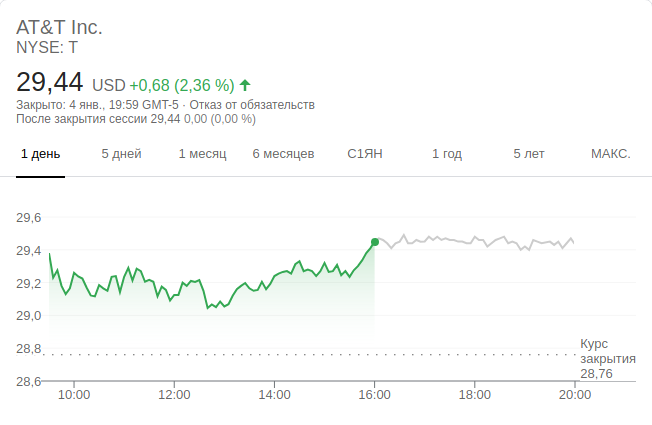 AT&T Inc.
NYSE: T
29,44 USD +0,68 (2,36 %)
Закрыто: 4 янв., 19:59 GMT-5 · Отказ от обязательств
После закрытия сессии 29,44 0,00 (0,00 %)
1 день 5 дней 1 месяц 6 месяцев С1ЯН 1 год 5 лет МАКС.
29,6
29,4
29,2
29,0
28,8
28,6
Курс
закрытия
28,76
10:00 12:00 14:00 16:00 18:00 20:00